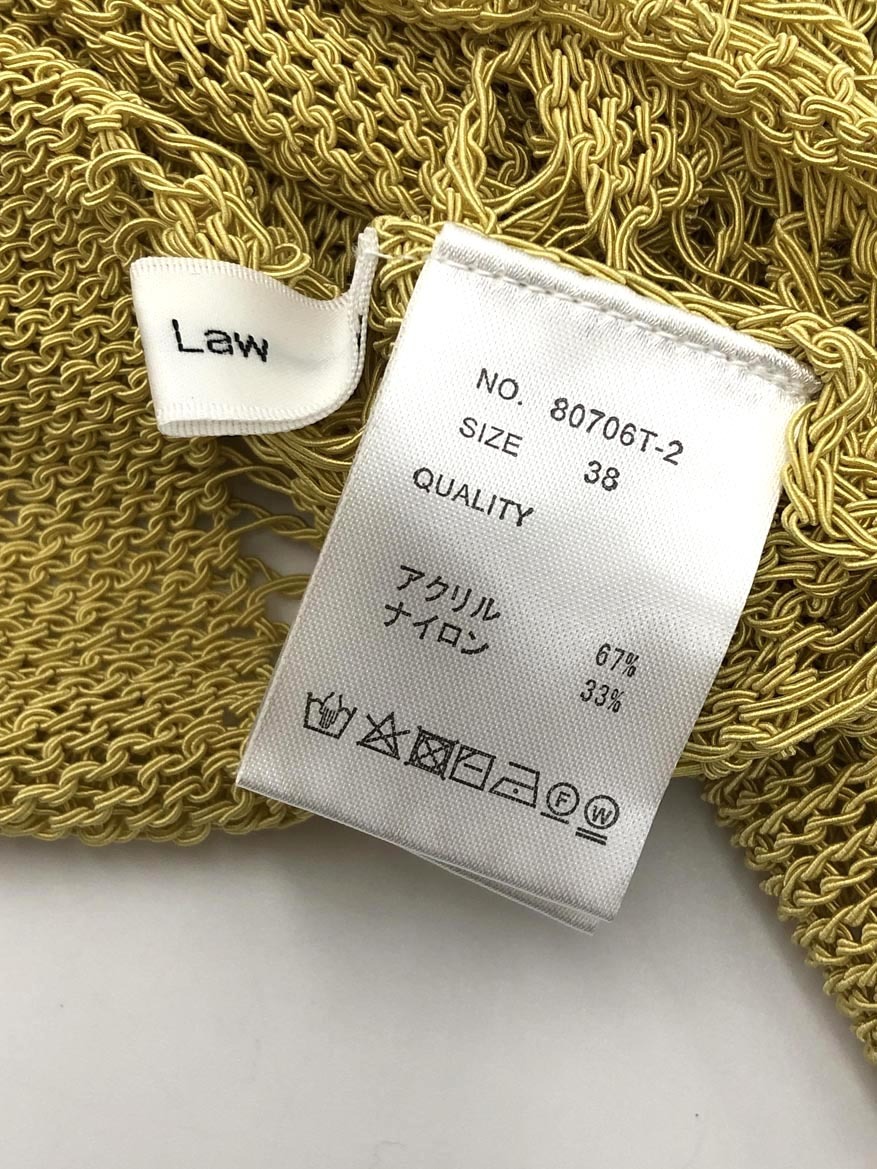 Law
NO. 80706T-2
SIZE 38
QUALITY
アクリル 67%
ナイロン 33%
F W